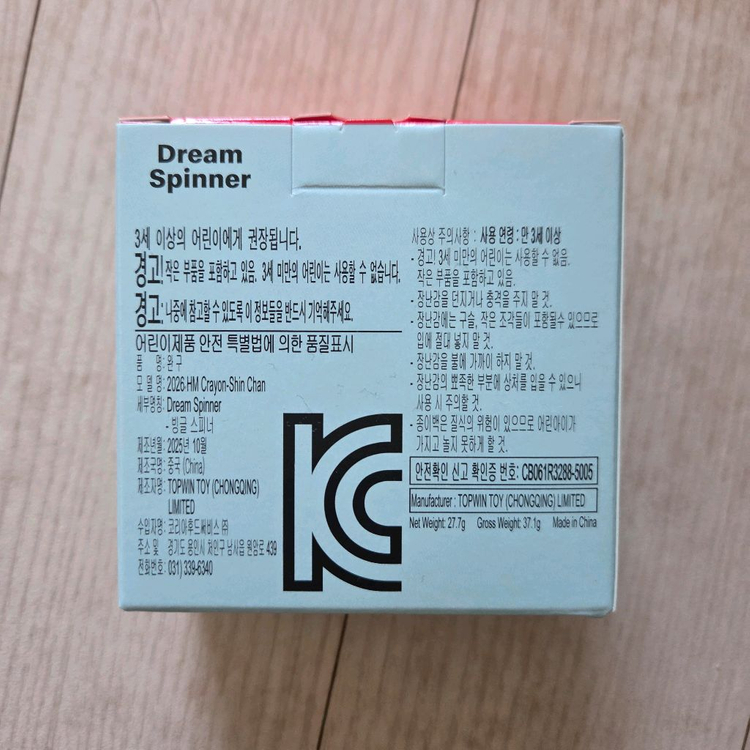 Dream
Spinner
3세 이상의 어린이에게 권장됩니다.
경고! 작은 부품을 포함하고 있음. 3세 미만의 어린이는 사용할 수 없습니다.
경고: 나중에 참고할 수 있도록 이 정보들을 반드시 기억해주세요.
어린이제품 안전 특별법에 의한 품질표시
품 명: 완구
모 델 명: 2026-HM Crayon-Shin Chan
세부명칭: Dream Spinner
- 빙글 스피너
제조년월: 2025년 10월
제조국명: 중국 (China)
제조자명: TOPWIN TOY (CHONGQING)
LIMITED
수입자명: 코리아후드써비스 ㈜
주소 및 경기도 용인시 처인구 남사읍 원암로 439
전화번호: 031) 339-6340
KC
사용상 주의사항 : 사용 연령 : 만 3세 이상
- 경고! 3세 미만의 어린이는 사용할 수 없음.
작은 부품을 포함하고 있음.
- 장난감을 던지거나 충격을 주지 말 것.
- 장난감에는 구슬, 작은 조각들이 포함될수 있으므로
입에 절대 넣지 말 것.
- 장난감을 불에 가까이 하지 말 것.
- 장난감의 뾰족한 부분에 상처를 입을 수 있으니
사용 시 주의할 것.
- 종이백은 질식의 위험이 있으므로 어린아이가
가지고 놀지 못하게 할 것.
안전확인 신고 확인증 번호: CB061R3288-5005
Manufacturer : TOPWIN TOY (CHONGQING) LIMITED
Net Weight: 27.7g Gross Weight: 37.1g Made in China